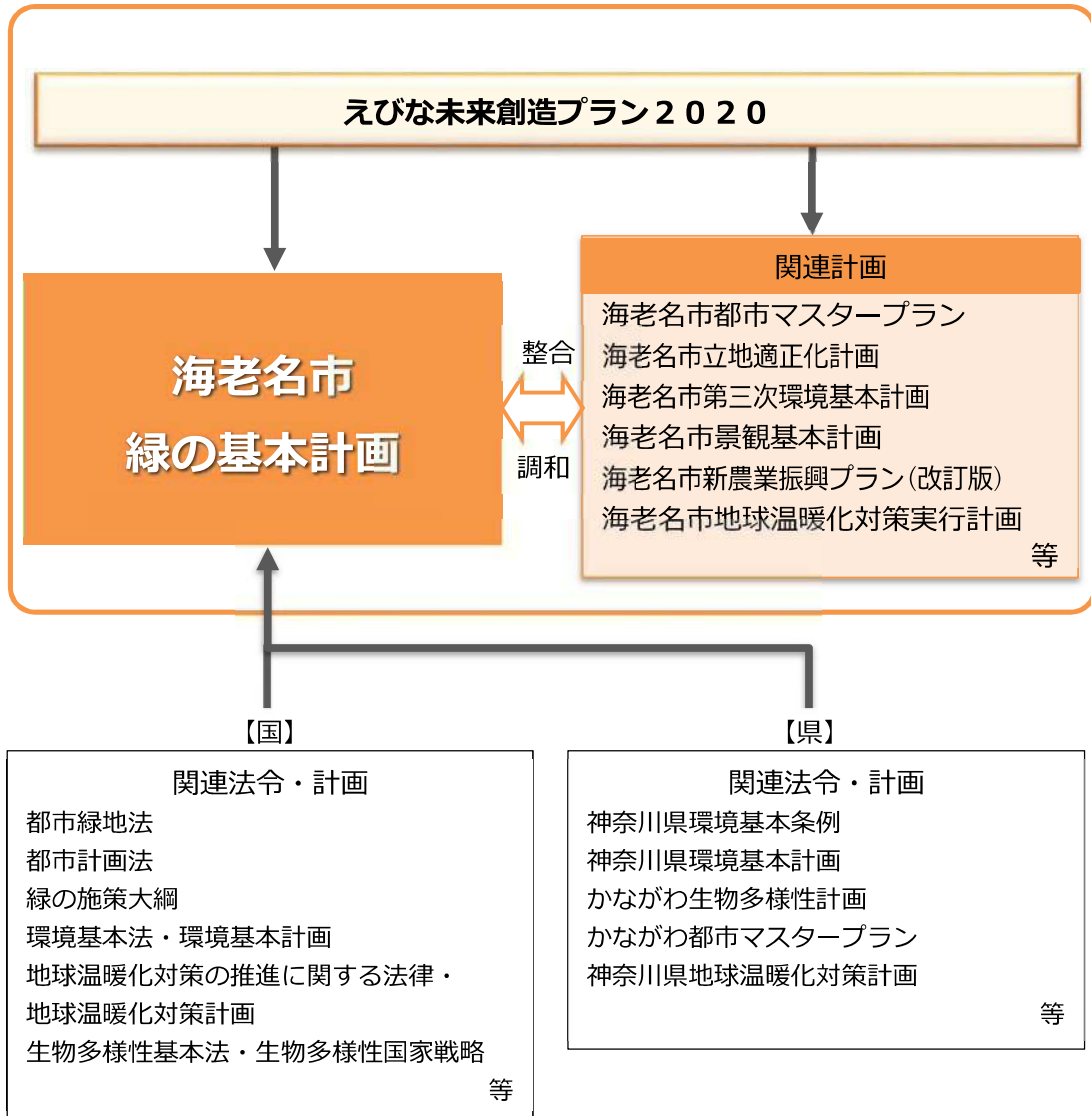 えびな未来創造プラン２０２０
海老名市
緑の基本計画
整合
調和
関連計画
海老名市都市マスタープラン
海老名市立地適正化計画
海老名市第三次環境基本計画
海老名市景観基本計画
海老名市新農業振興プラン(改訂版)
海老名市地球温暖化対策実行計画
等
【国】
関連法令・計画
都市緑地法
都市計画法
緑の施策大綱
環境基本法・環境基本計画
地球温暖化対策の推進に関する法律・
地球温暖化対策計画
生物多様性基本法・生物多様性国家戦略
等
【県】
関連法令・計画
神奈川県環境基本条例
神奈川県環境基本計画
かながわ生物多様性計画
かながわ都市マスタープラン
神奈川県地球温暖化対策計画
等